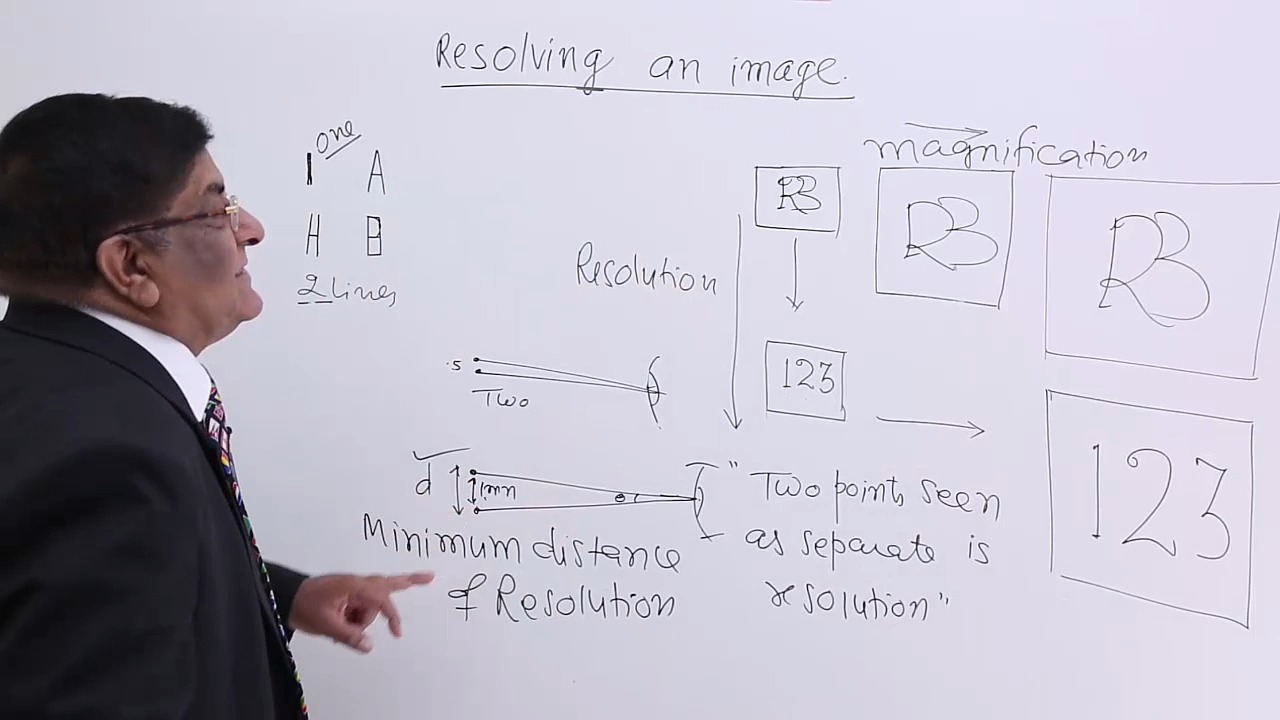 Resolving an image.
one
I A
H B
2 lines
magnification
RB RB RB
Resolution
123
.5
Two
d 1mm θ
Minimum distance
of Resolution
"Two points seen
as separate is
resolution"
123